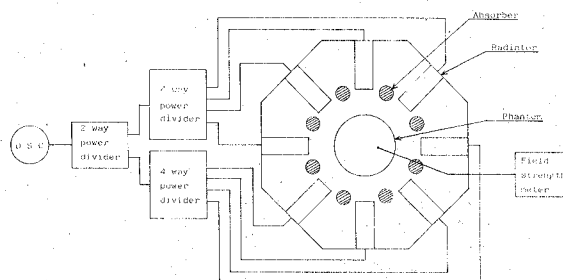 Absorber
Radiator
4 way
power
divider
2 way
power
divider
O S C
Phantom
4 way
power
divider
Field
strength
meter